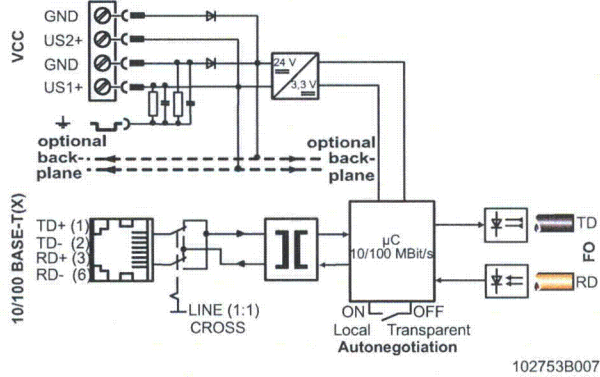 VCC
GND
US2+
GND
US1+
24 V
3,3 V
optional
back-
plane
optional
back-
plane
10/100 BASE-T(X)
TD+ (1)
TD- (2)
RD+ (3)
RD- (6)
LINE (1:1)
CROSS
µC
10/100 MBit/s
TD
FO
RD
ON
OFF
Local
Transparent
Autonegotiation
102753B007